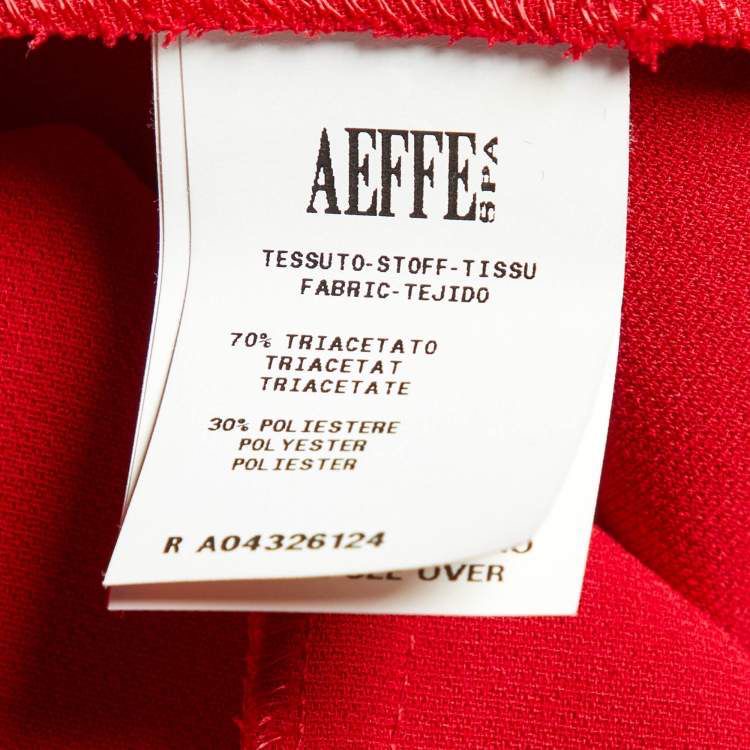 AEFFE SPA
TESSUTO-STOFF-TISSU
FABRIC-TEJIDO
70% TRIACETATO
TRIACETAT
TRIACETATE
30% POLIESTERE
POLYESTER
POLIESTER
R A04326124
OVER